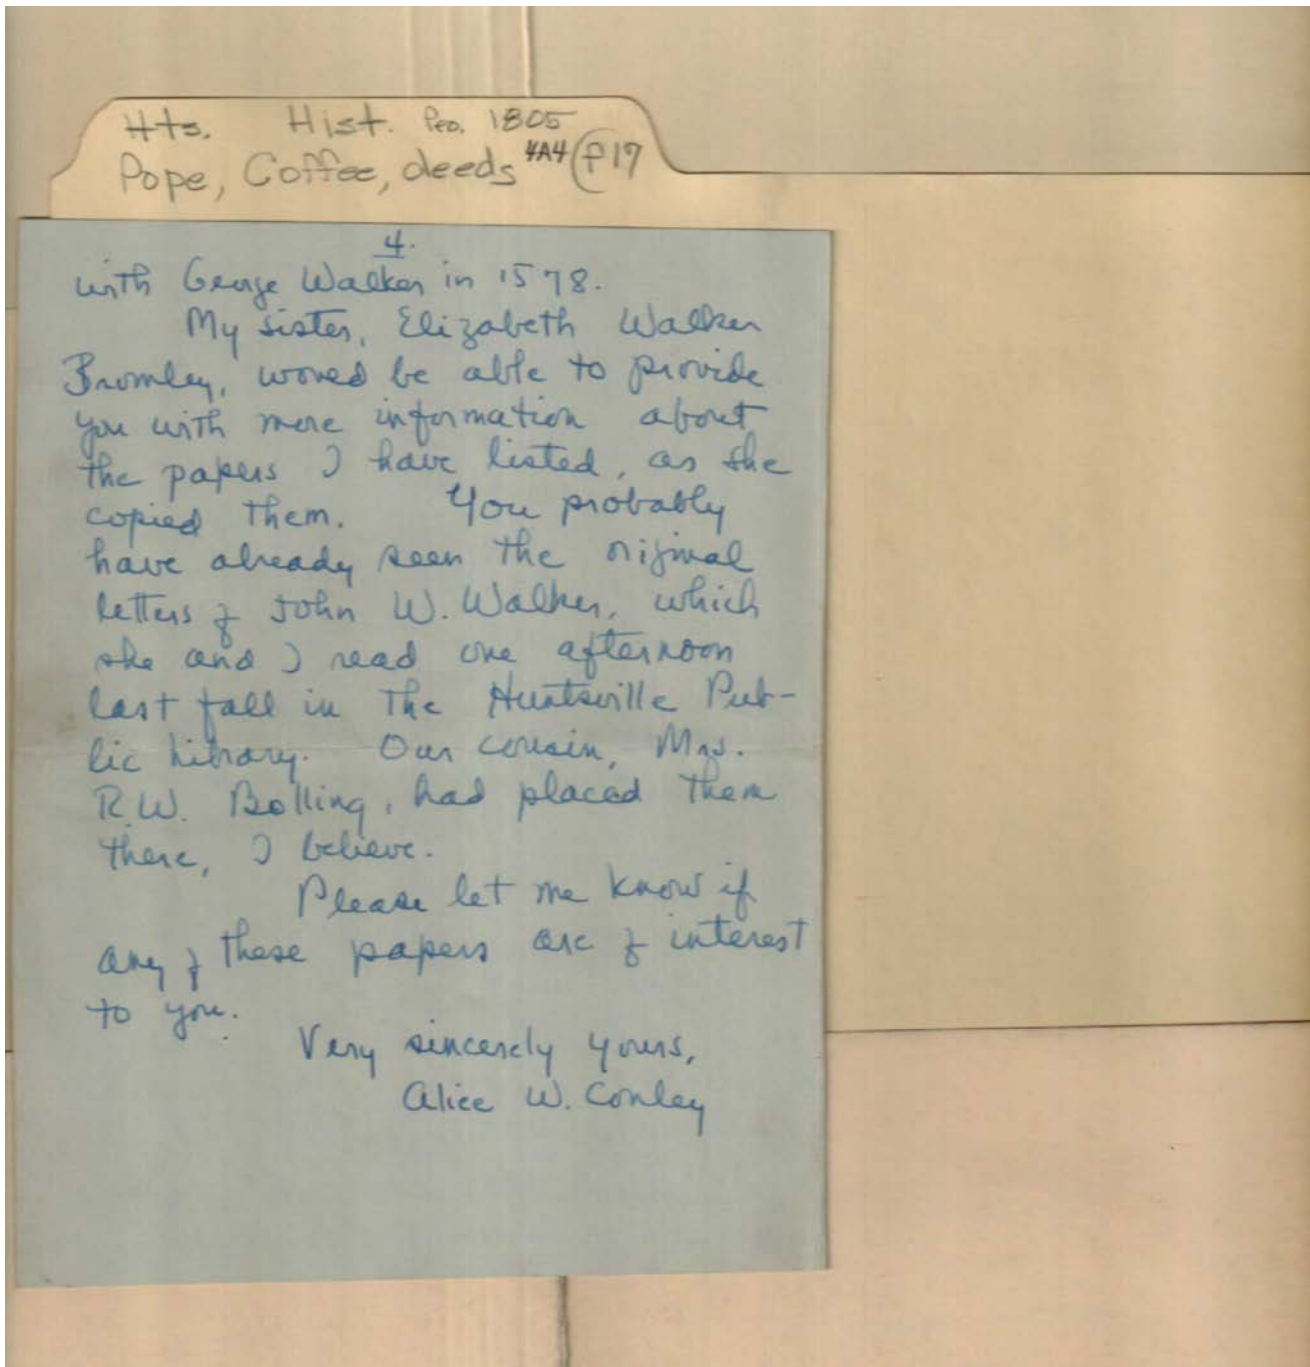 Hts. Hist. Peo. 1805
Pope, Coffee, deeds 4A4 P17
4.
with George Walker in 1578.
My sister, Elizabeth Walker
Bromley, would be able to provide
you with more information about
the papers I have listed, as she
copied them. You probably
have already seen the original
letters of John W. Walker, which
she and I read one afternoon
last fall in the Huntsville Pub-
lic Library. Our cousin, Mrs.
R.W. Bolling, had placed them
there, I believe.
Please let me know if
any of these papers are of interest
to you.
Very sincerely yours,
Alice W. Conley